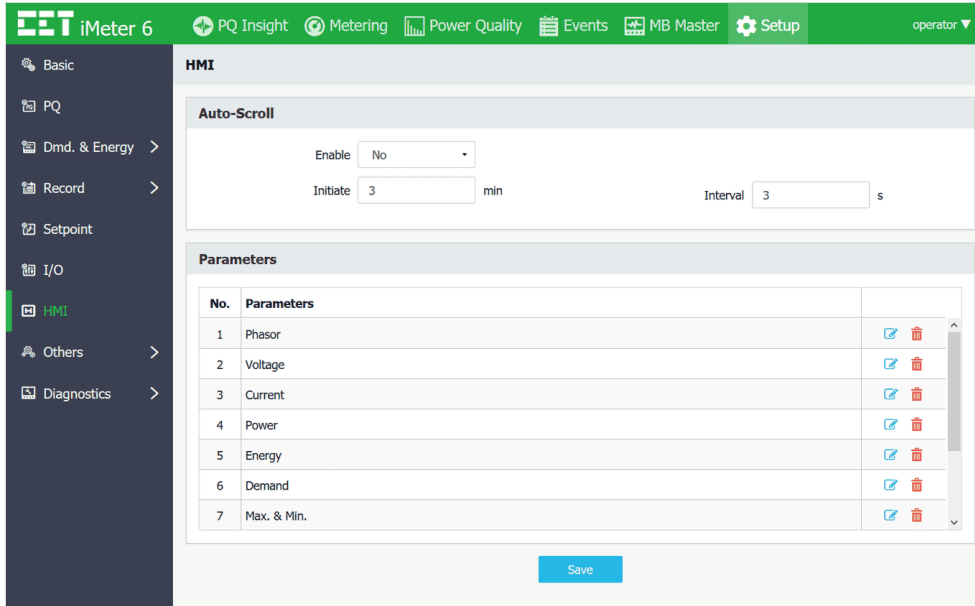 CET iMeter 6 PQ Insight Metering Power Quality Events MB Master Setup operator
Basic
PQ
Dmd. & Energy
Record
Setpoint
I/O
HMI
Others
Diagnostics
HMI
Auto-Scroll
Enable No
Initiate 3 min Interval 3 s
Parameters
No. Parameters
1 Phasor
2 Voltage
3 Current
4 Power
5 Energy
6 Demand
7 Max. & Min.
Save